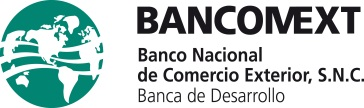 BANCOMEXT
Banco Nacional
de Comercio Exterior, S.N.C.
Banca de Desarrollo